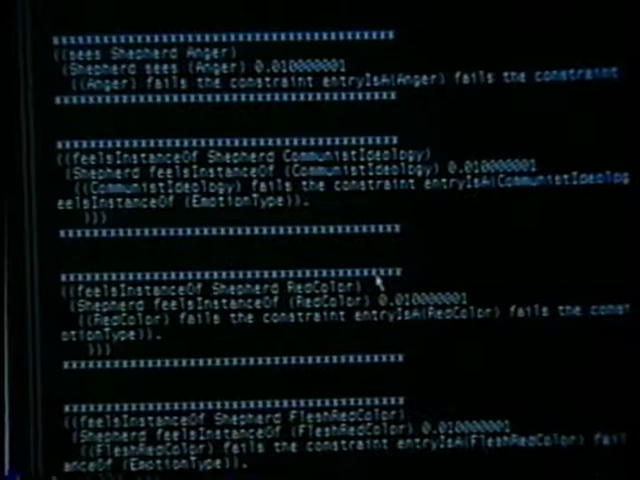 ((sees Shepherd Anger)
(Shepherd sees (Anger) 0.010000001
((Anger) fails the constraint entryIsA(Anger) fails the constraint
((feelsInstanceOf Shepherd CommunistIdeology)
(Shepherd feelsInstanceOf (CommunistIdeology) 0.010000001
((CommunistIdeology) fails the constraint entryIsA(CommunistIdeolog
eelsInstanceOf (EmotionType)).
)))
((feelsInstanceOf Shepherd RedColor)
(Shepherd feelsInstanceOf (RedColor) 0.010000001
((RedColor) fails the constraint entryIsA(RedColor) fails the const
otionType)).
)))
((feelsInstanceOf Shepherd FleshRedColor)
(Shepherd feelsInstanceOf (FleshRedColor) 0.010000001
((FleshRedColor) fails the constraint entryIsA(FleshRedColor) fail
anceOf (EmotionType)).